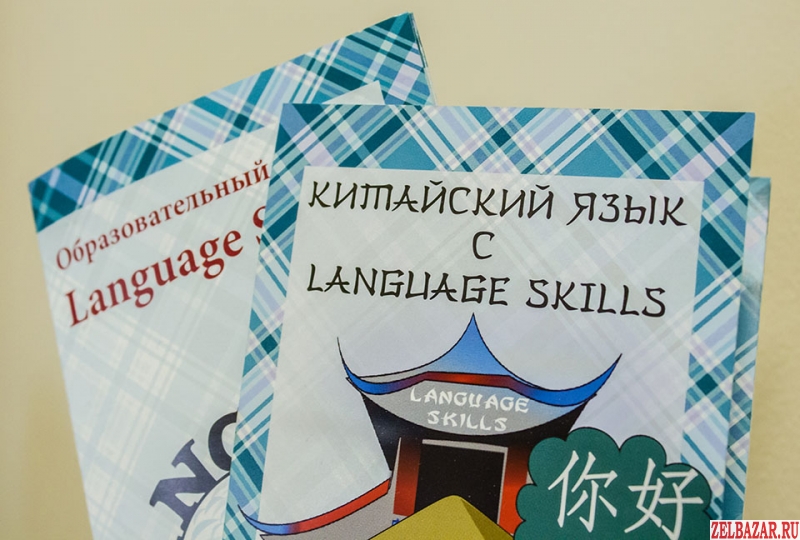 Образовательный
Language
КИТАЙСКИЙ ЯЗЫК
С
LANGUAGE SKILLS
LANGUAGE
SKILLS
你好
ZELBAZAR.RU